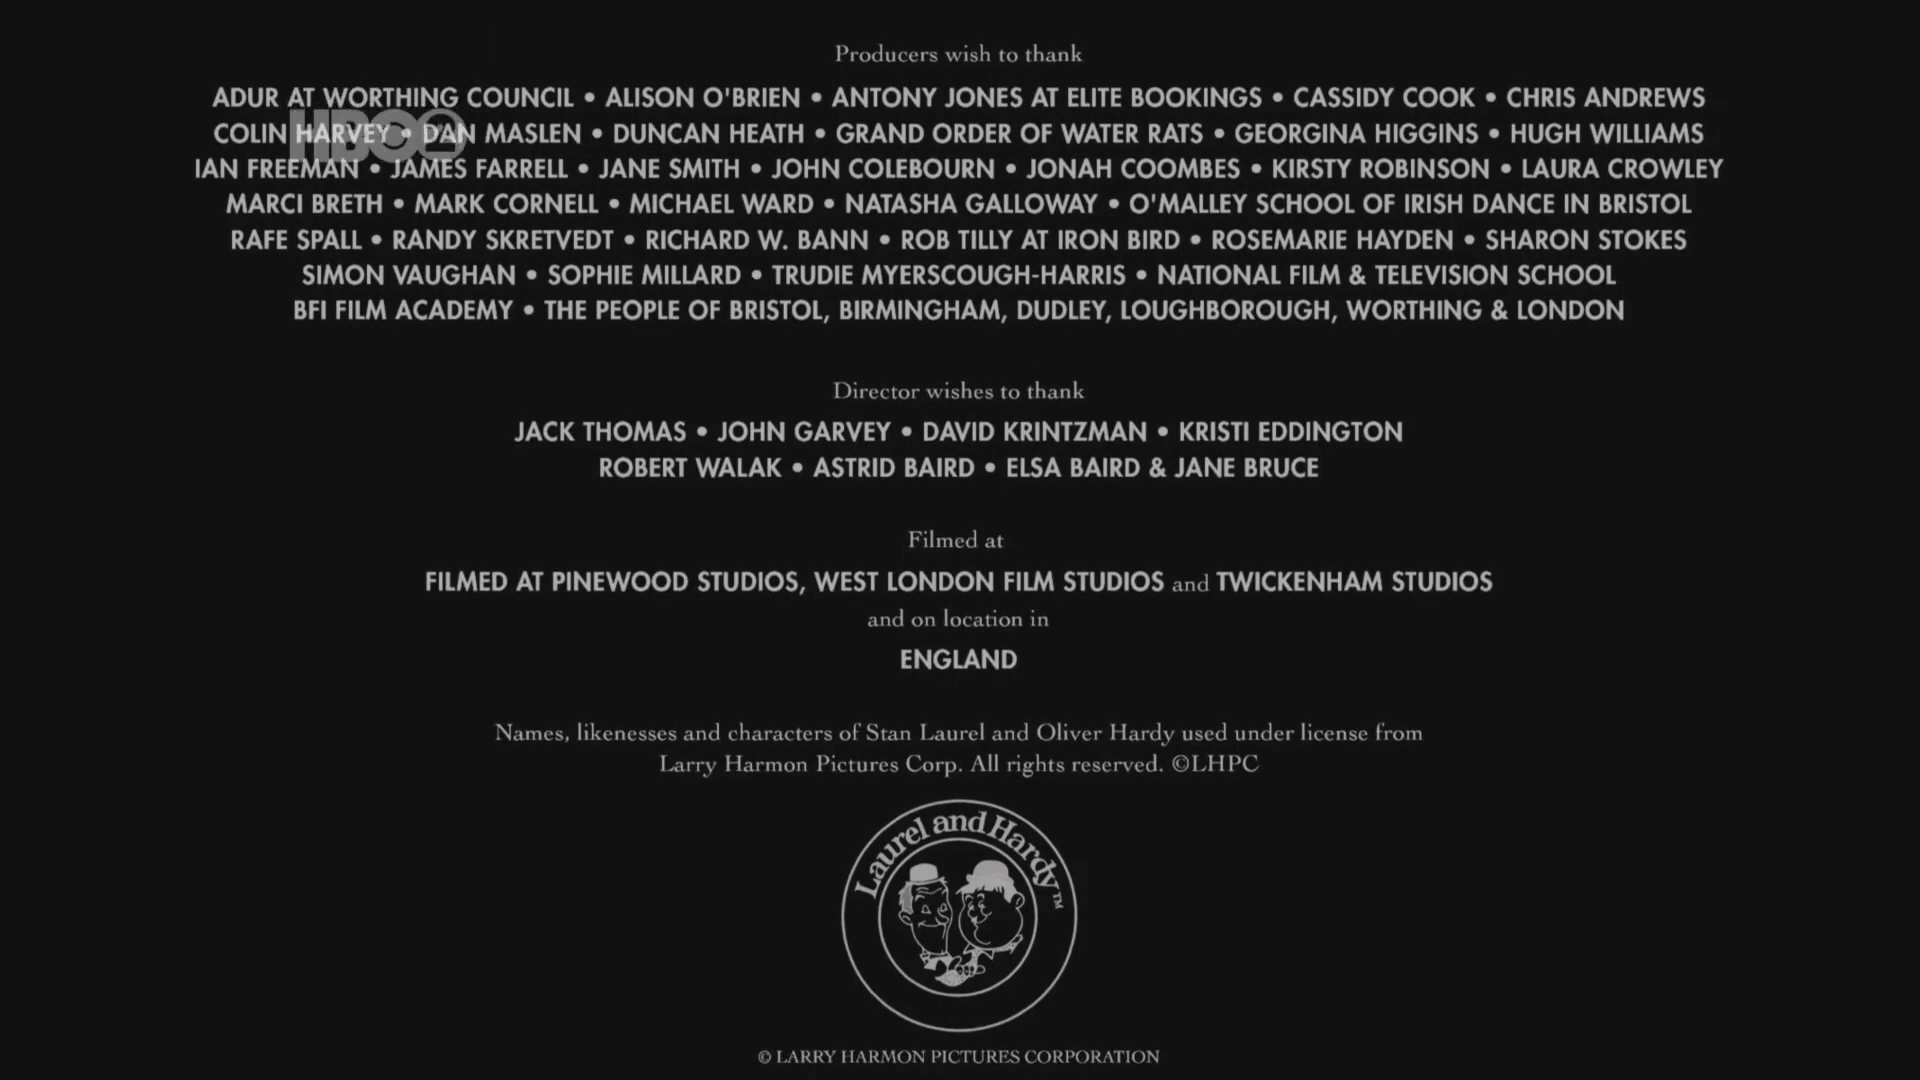 Producers wish to thank
ADUR AT WORTHING COUNCIL • ALISON O'BRIEN • ANTONY JONES AT ELITE BOOKINGS • CASSIDY COOK • CHRIS ANDREWS
COLIN HARVEY • DAN MASLEN • DUNCAN HEATH • GRAND ORDER OF WATER RATS • GEORGINA HIGGINS • HUGH WILLIAMS
HBO
IAN FREEMAN • JAMES FARRELL • JANE SMITH • JOHN COLEBOURN • JONAH COOMBES • KIRSTY ROBINSON • LAURA CROWLEY
MARCI BRETH • MARK CORNELL • MICHAEL WARD • NATASHA GALLOWAY • O'MALLEY SCHOOL OF IRISH DANCE IN BRISTOL
RAFE SPALL • RANDY SKRETVEDT • RICHARD W. BANN • ROB TILLY AT IRON BIRD • ROSEMARIE HAYDEN • SHARON STOKES
SIMON VAUGHAN • SOPHIE MILLARD • TRUDIE MYERSCOUGH-HARRIS • NATIONAL FILM & TELEVISION SCHOOL
BFI FILM ACADEMY • THE PEOPLE OF BRISTOL, BIRMINGHAM, DUDLEY, LOUGHBOROUGH, WORTHING & LONDON
Director wishes to thank
JACK THOMAS • JOHN GARVEY • DAVID KRINTZMAN • KRISTI EDDINGTON
ROBERT WALAK • ASTRID BAIRD • ELSA BAIRD & JANE BRUCE
Filmed at
FILMED AT PINEWOOD STUDIOS, WEST LONDON FILM STUDIOS and TWICKENHAM STUDIOS
and on location in
ENGLAND
Names, likenesses and characters of Stan Laurel and Oliver Hardy used under license from
Larry Harmon Pictures Corp. All rights reserved. ©LHPC
Laurel and Hardy™
© LARRY HARMON PICTURES CORPORATION